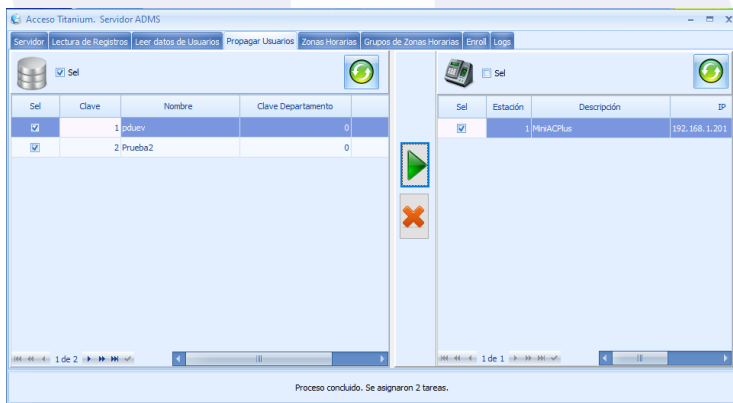 Acceso Titanium. Servidor ADMS
Servidor Lectura de Registros Leer datos de Usuarios Propagar Usuarios Zonas Horarias Grupos de Zonas Horarias Enroll Logs
Sel
Sel
Sel Clave Nombre Clave Departamento
1 pduev 0
2 Prueba2 0
Sel Estación Descripción IP
1 MiniACPlus 192.168.1.201
1 de 2
1 de 1
Proceso concluido. Se asignaron 2 tareas.